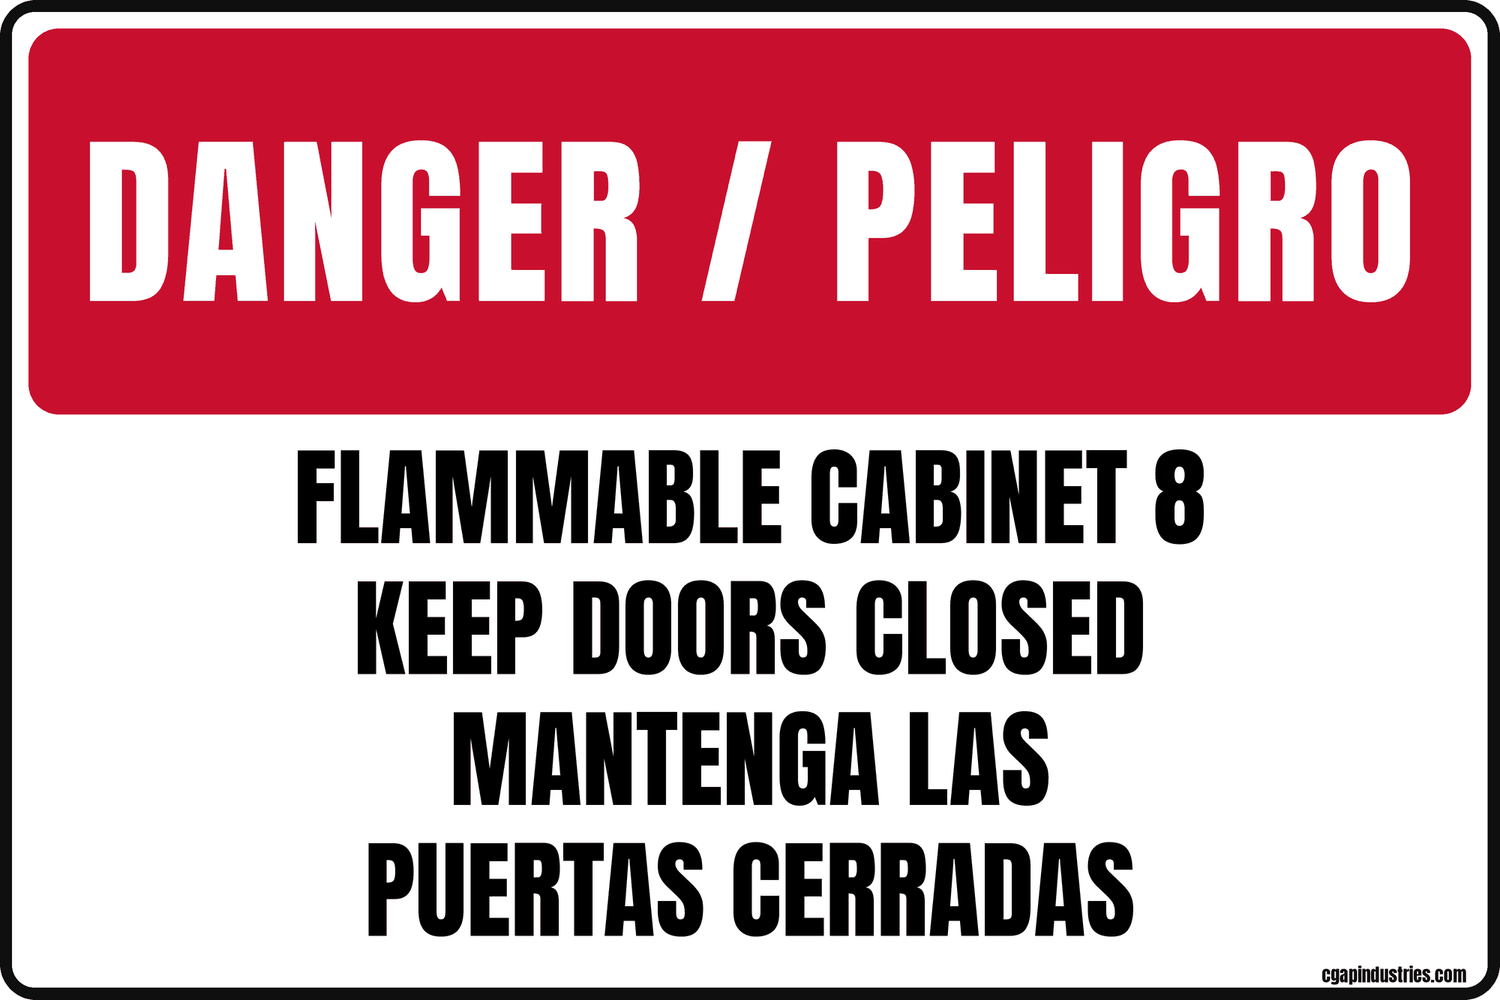 DANGER / PELIGRO
FLAMMABLE CABINET 8
KEEP DOORS CLOSED
MANTENGA LAS
PUERTAS CERRADAS
cgapindustries.com